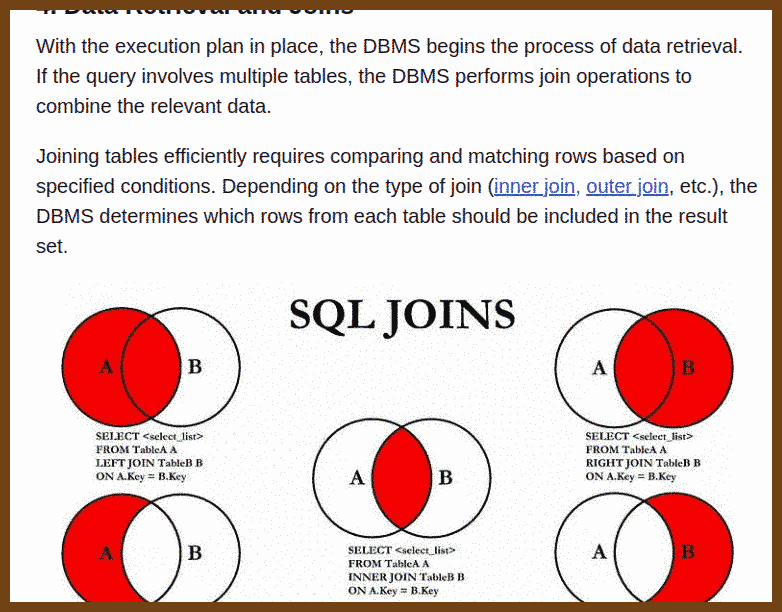 4. Data Retrieval and Joins
With the execution plan in place, the DBMS begins the process of data retrieval.
If the query involves multiple tables, the DBMS performs join operations to
combine the relevant data.
Joining tables efficiently requires comparing and matching rows based on
specified conditions. Depending on the type of join (inner join, outer join, etc.), the
DBMS determines which rows from each table should be included in the result
set.
SQL JOINS
A B
SELECT <select_list>
FROM TableA A
LEFT JOIN TableB B
ON A.Key = B.Key
A B
SELECT <select_list>
FROM TableA A
RIGHT JOIN TableB B
ON A.Key = B.Key
A B
SELECT <select_list>
FROM TableA A
INNER JOIN TableB B
ON A.Key = B.Key
A B
A B